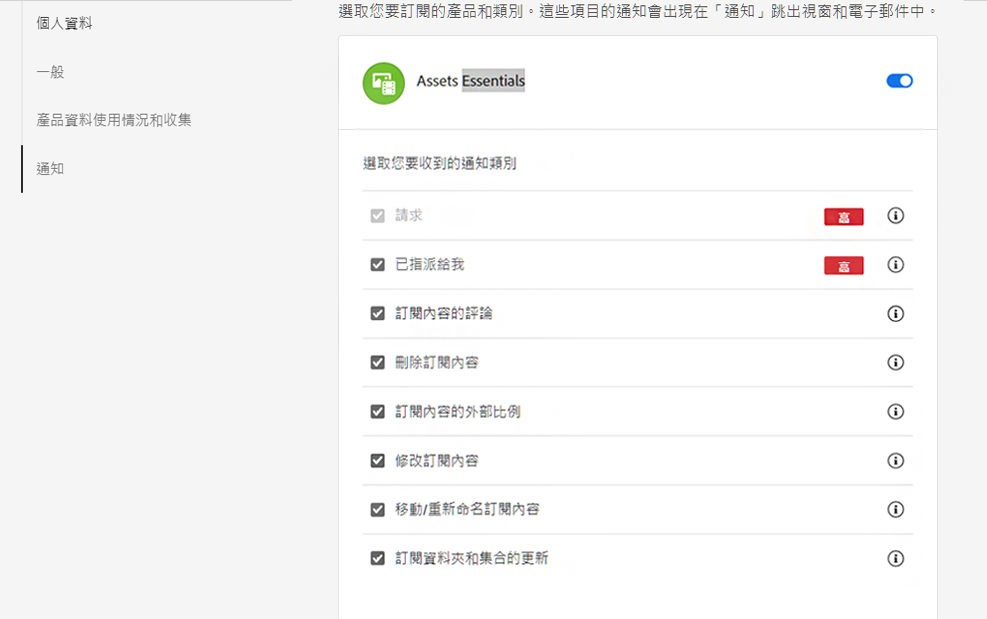 個人資料
一般
產品資料使用情況和收集
通知
選取您要訂閱的產品和類別。這些項目的通知會出現在「通知」跳出視窗和電子郵件中。
Assets Essentials
選取您要收到的通知類別
請求 高
已指派給我 高
訂閱內容的評論
刪除訂閱內容
訂閱內容的外部比例
修改訂閱內容
移動/重新命名訂閱內容
訂閱資料夾和集合的更新